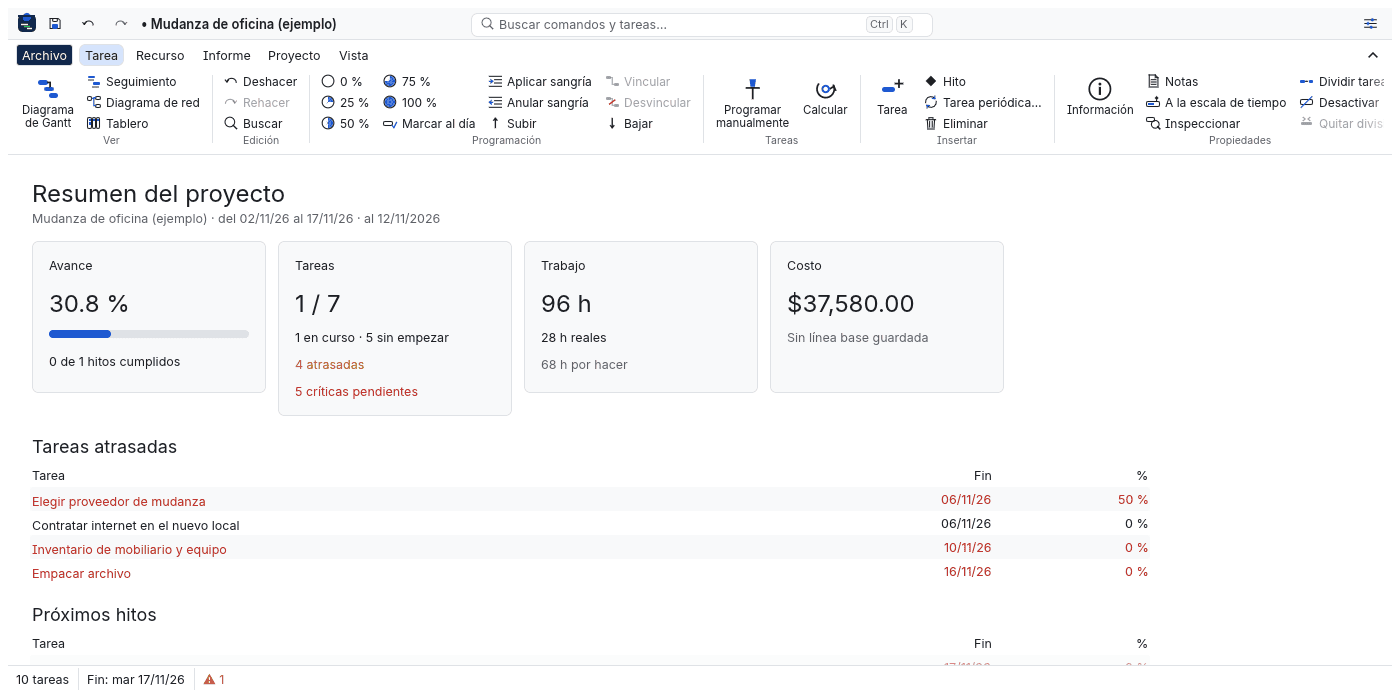 • Mudanza de oficina (ejemplo)
Buscar comandos y tareas...
Ctrl K
Archivo Tarea Recurso Informe Proyecto Vista
Diagrama de Gantt
Seguimiento
Diagrama de red
Tablero
Ver
Deshacer
Rehacer
Buscar
Edición
0 % 75 %
25 % 100 %
50 % Marcar al día
Aplicar sangría Vincular
Anular sangría Desvincular
Subir Bajar
Programación
Programar manualmente
Calcular
Tareas
Tarea
Hito
Tarea periódica...
Eliminar
Insertar
Información
Notas
A la escala de tiempo
Inspeccionar
Dividir tarea
Desactivar
Quitar divis
Propiedades
Resumen del proyecto
Mudanza de oficina (ejemplo) · del 02/11/26 al 17/11/26 · al 12/11/2026
Avance
30.8 %
0 de 1 hitos cumplidos
Tareas
1 / 7
1 en curso · 5 sin empezar
4 atrasadas
5 críticas pendientes
Trabajo
96 h
28 h reales
68 h por hacer
Costo
$37,580.00
Sin línea base guardada
Tareas atrasadas
Tarea Fin %
Elegir proveedor de mudanza 06/11/26 50 %
Contratar internet en el nuevo local 06/11/26 0 %
Inventario de mobiliario y equipo 10/11/26 0 %
Empacar archivo 16/11/26 0 %
Próximos hitos
Tarea Fin %
10 tareas Fin: mar 17/11/26 1